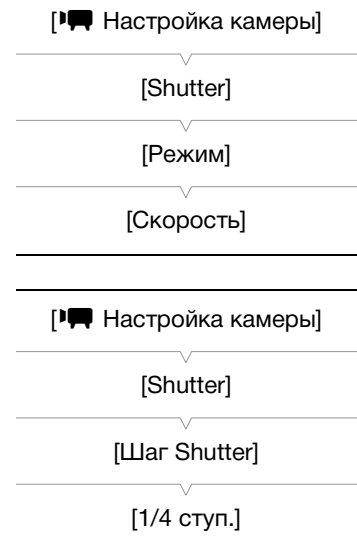 [Настройка камеры]
[Shutter]
[Режим]
[Скорость]
[Настройка камеры]
[Shutter]
[Шаг Shutter]
[1/4 ступ.]